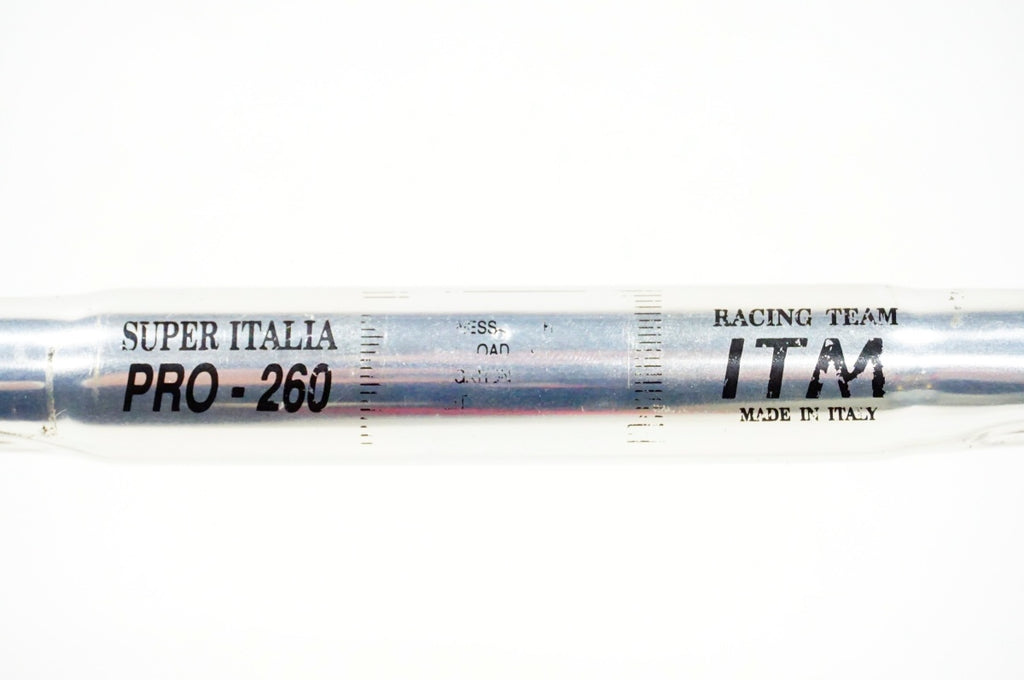 SUPER ITALIA
PRO - 260
RACING TEAM
ITM
MADE IN ITALY